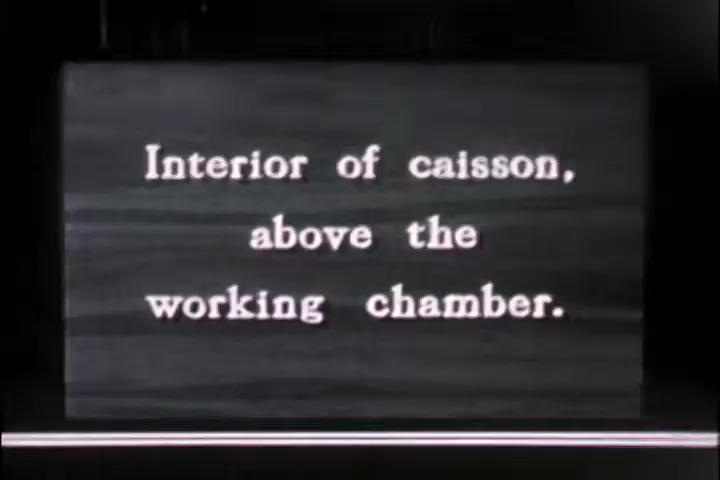 Interior of caisson,
above the
working chamber.